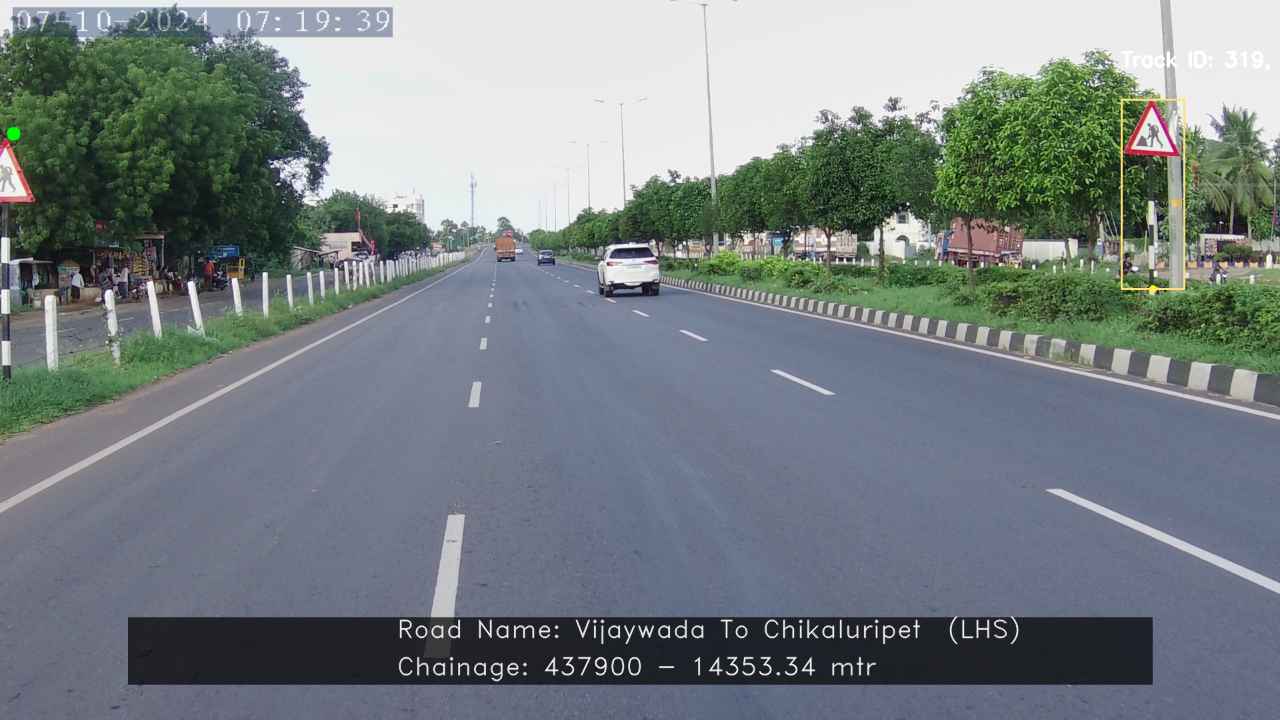 07-10-2024 07:19:39
Track ID: 319,
Road Name: Vijaywada To Chikaluripet (LHS)
Chainage: 437900 - 14353.34 mtr